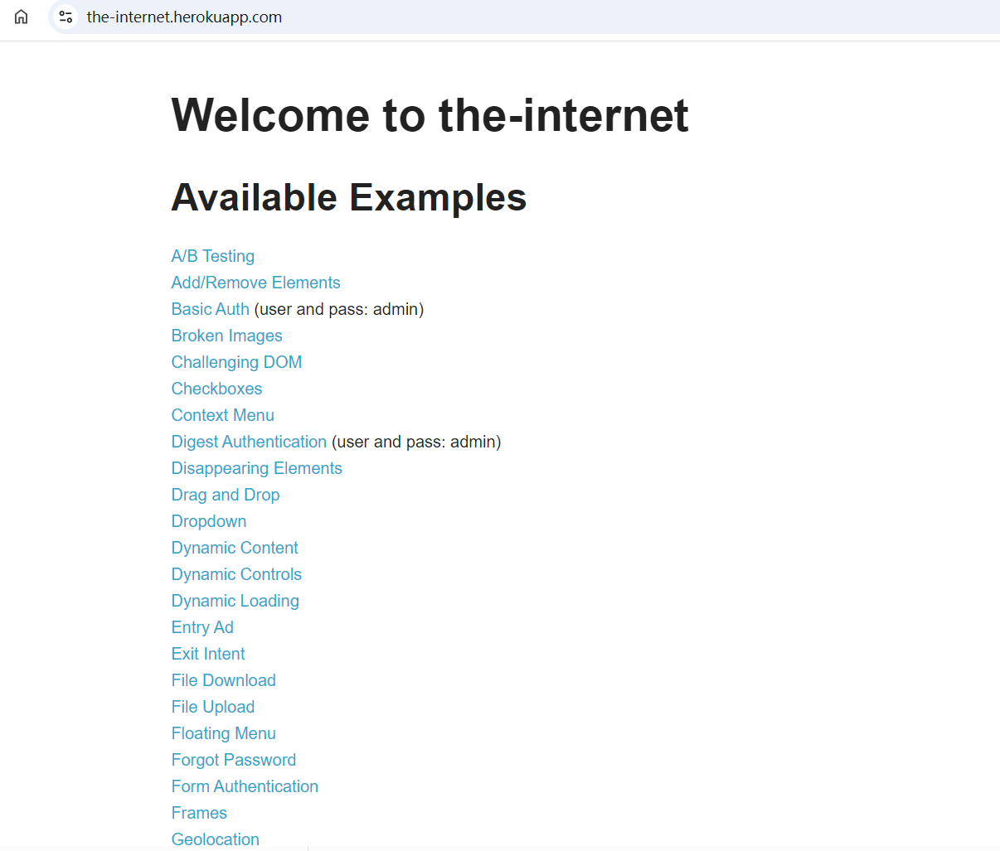 the-internet.herokuapp.com
Welcome to the-internet
Available Examples
A/B Testing
Add/Remove Elements
Basic Auth (user and pass: admin)
Broken Images
Challenging DOM
Checkboxes
Context Menu
Digest Authentication (user and pass: admin)
Disappearing Elements
Drag and Drop
Dropdown
Dynamic Content
Dynamic Controls
Dynamic Loading
Entry Ad
Exit Intent
File Download
File Upload
Floating Menu
Forgot Password
Form Authentication
Frames
Geolocation